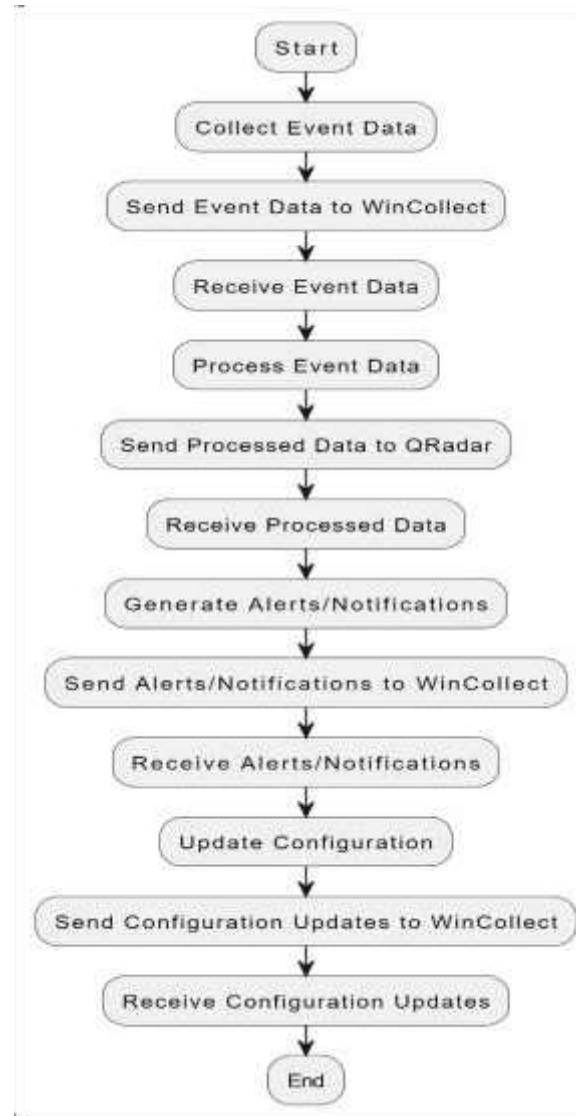 Start
Collect Event Data
Send Event Data to WinCollect
Receive Event Data
Process Event Data
Send Processed Data to QRadar
Receive Processed Data
Generate Alerts/Notifications
Send Alerts/Notifications to WinCollect
Receive Alerts/Notifications
Update Configuration
Send Configuration Updates to WinCollect
Receive Configuration Updates
End